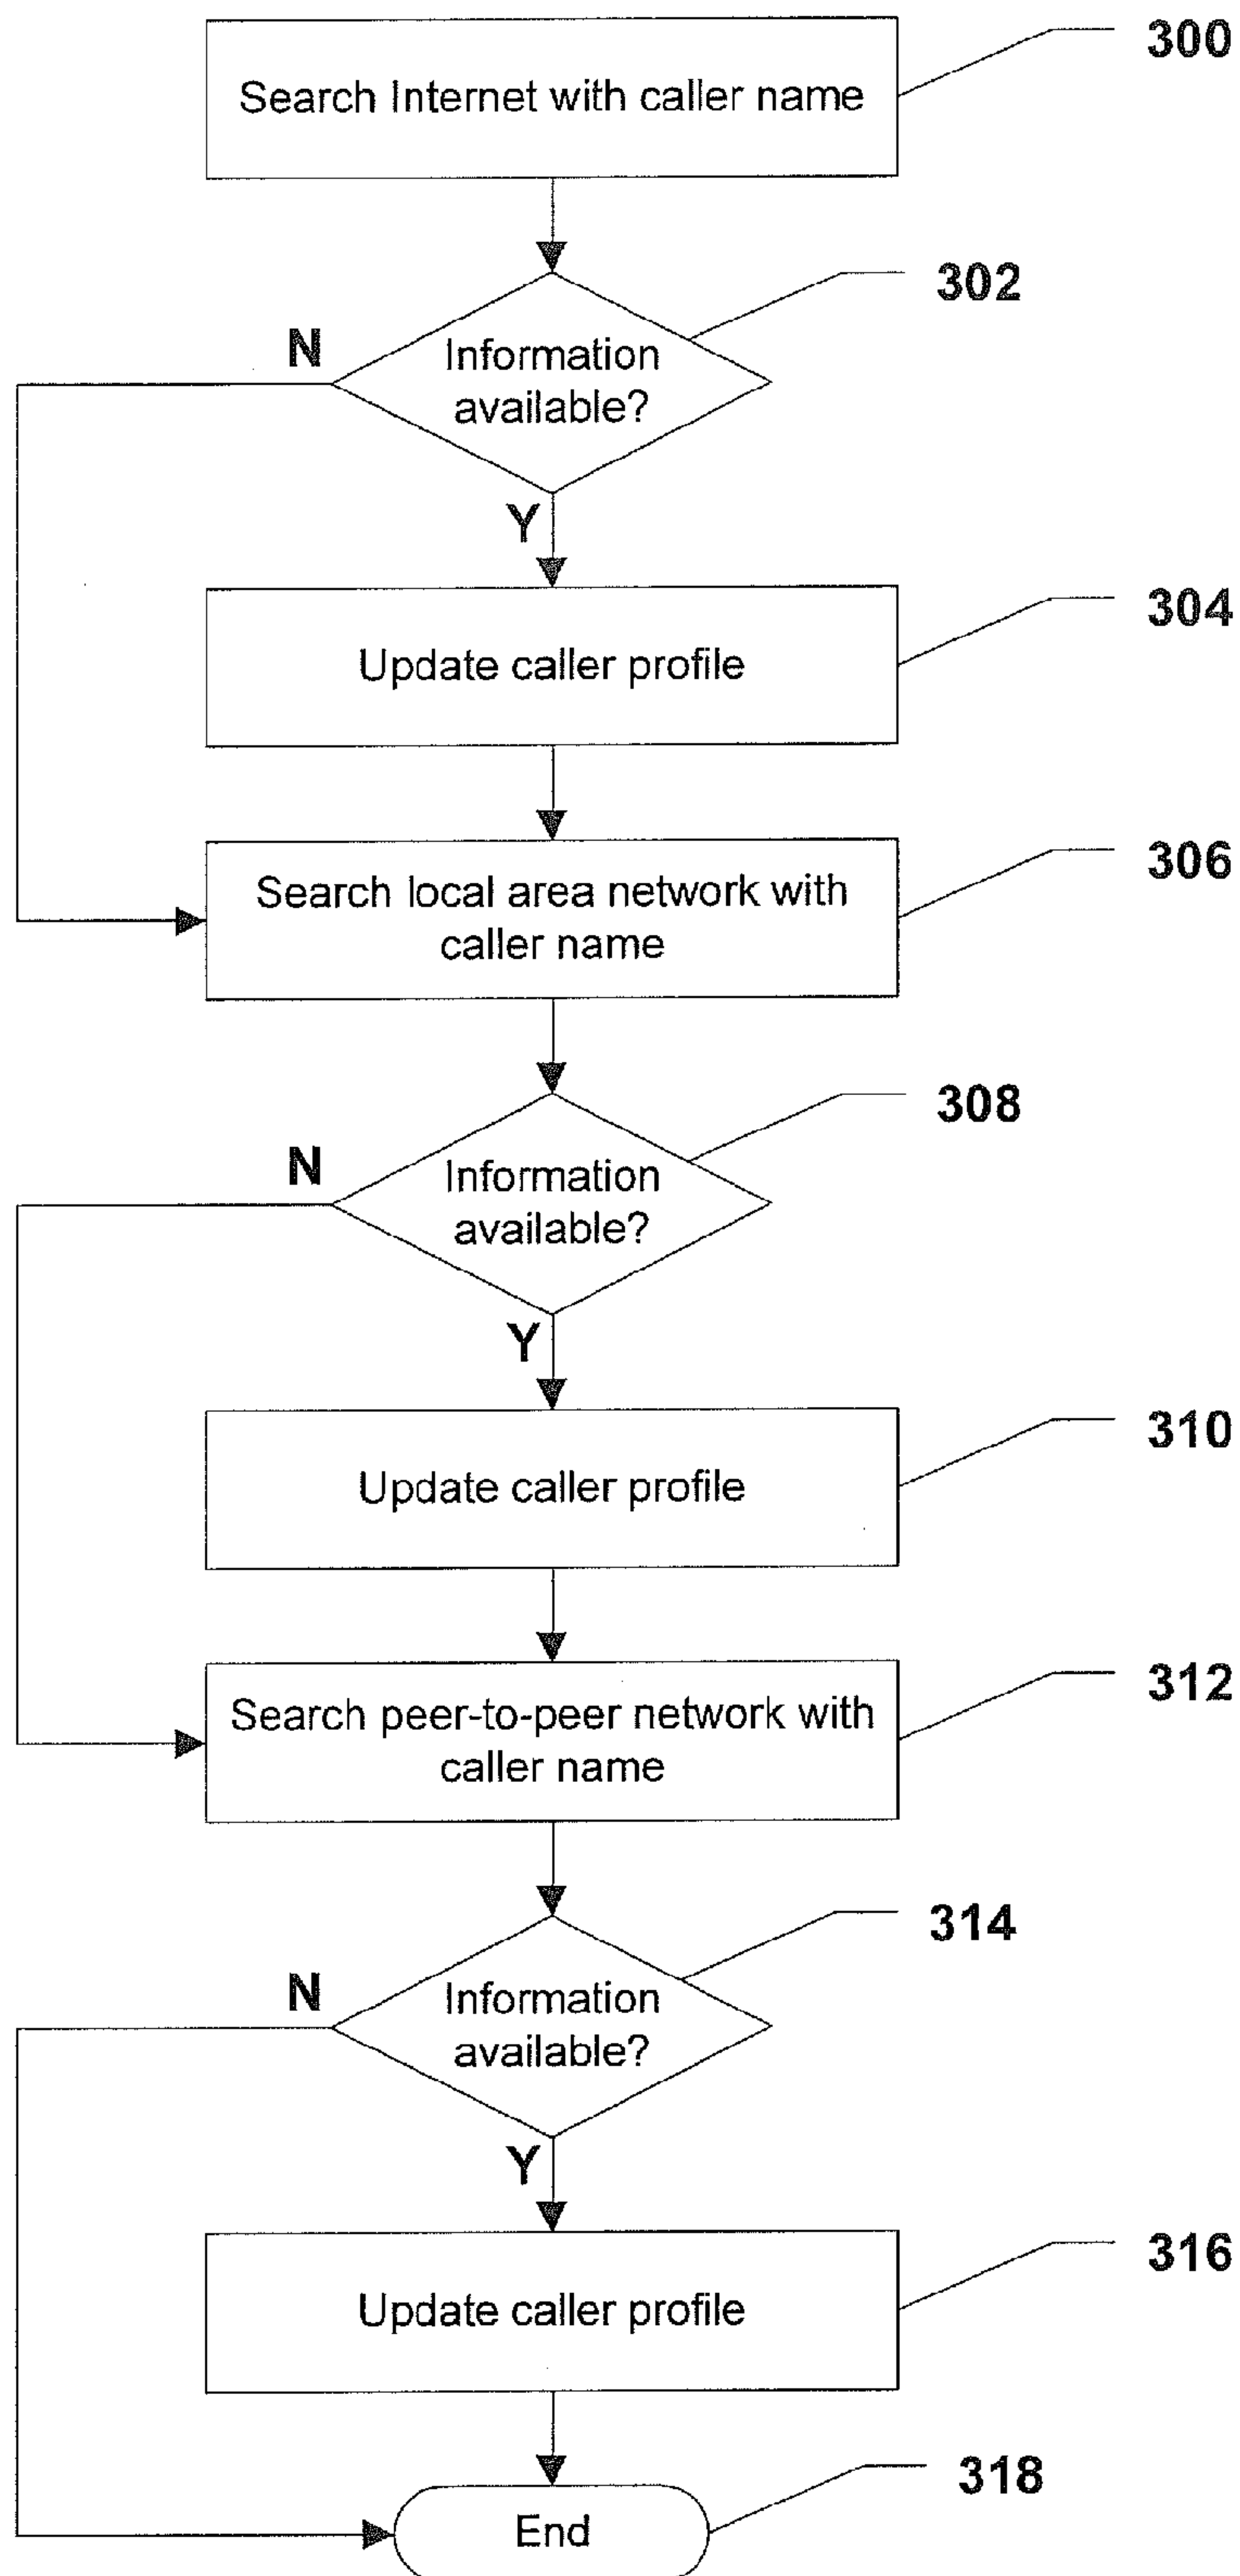 300
Search Internet with caller name
302
N
Information
available?
Y
304
Update caller profile
306
Search local area network with
caller name
308
N
Information
available?
Y
310
Update caller profile
312
Search peer-to-peer network with
caller name
314
N
Information
available?
Y
316
Update caller profile
318
End